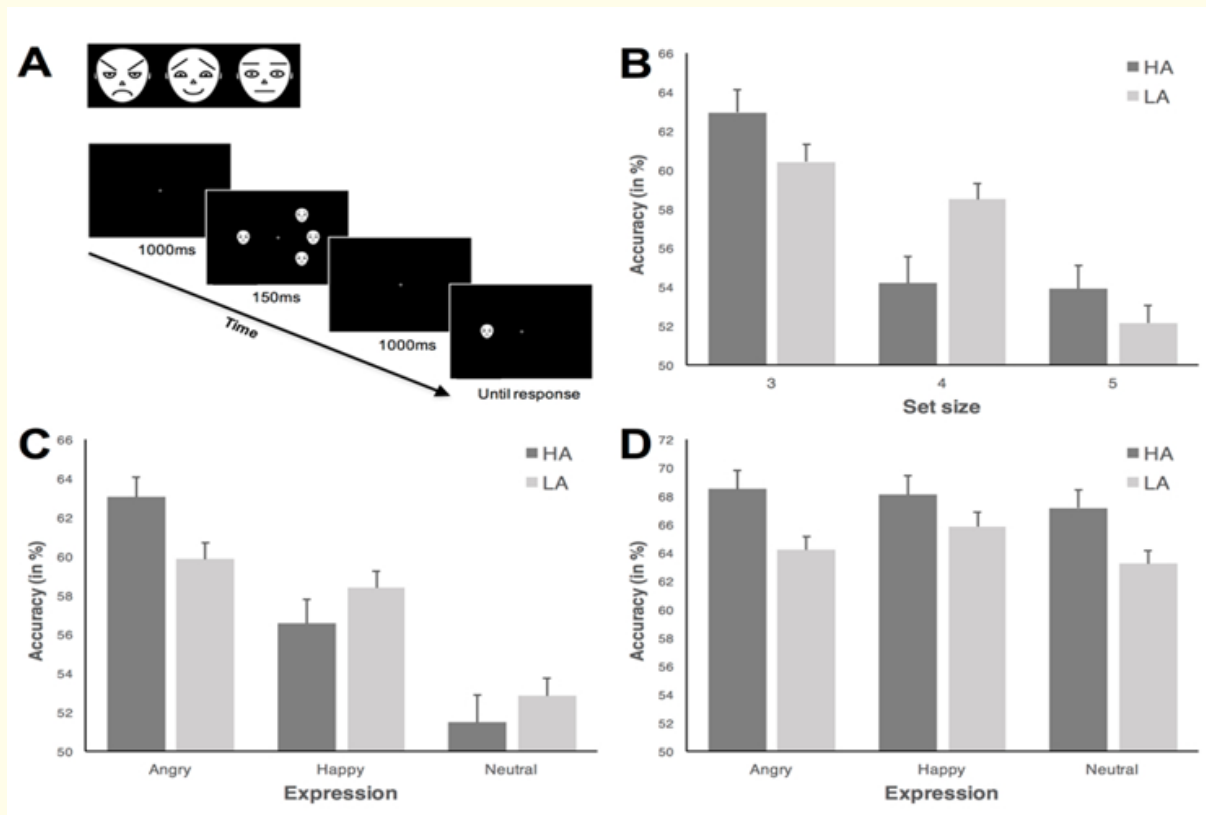 A
1000ms
150ms
1000ms
Until response
Time
B
HA
LA
Accuracy (in %)
66
64
62
60
58
56
54
52
50
3 4 5
Set size
C
HA
LA
Accuracy (in %)
66
64
62
60
58
56
54
52
50
Angry Happy Neutral
Expression
D
HA
LA
Accuracy (in %)
72
70
68
66
64
62
60
58
56
54
52
50
Angry Happy Neutral
Expression